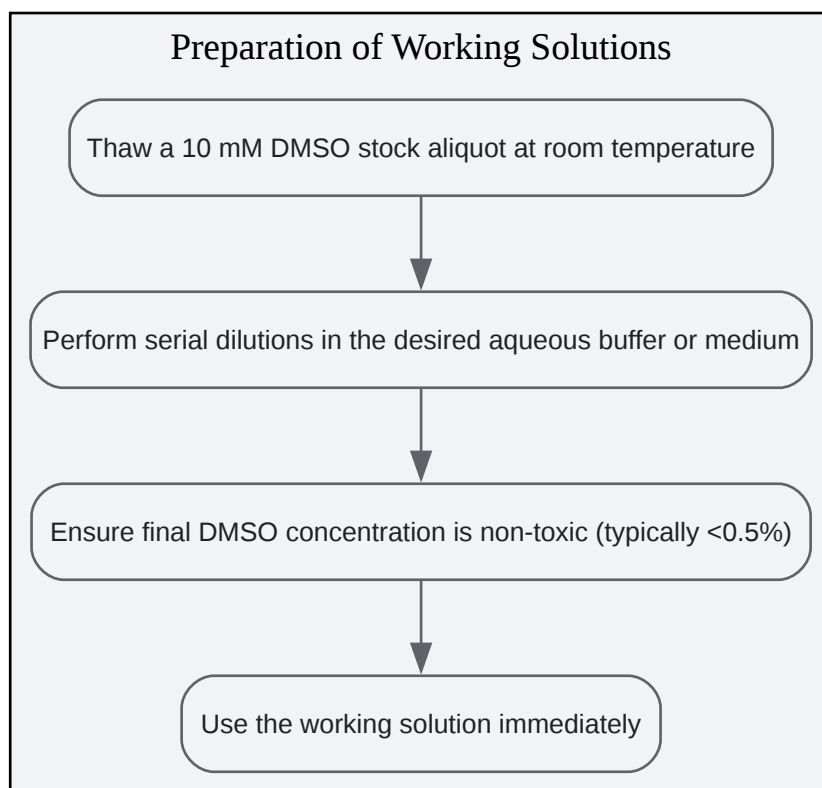 Preparation of Working Solutions
Thaw a 10 mM DMSO stock aliquot at room temperature
Perform serial dilutions in the desired aqueous buffer or medium
Ensure final DMSO concentration is non-toxic (typically <0.5%)
Use the working solution immediately